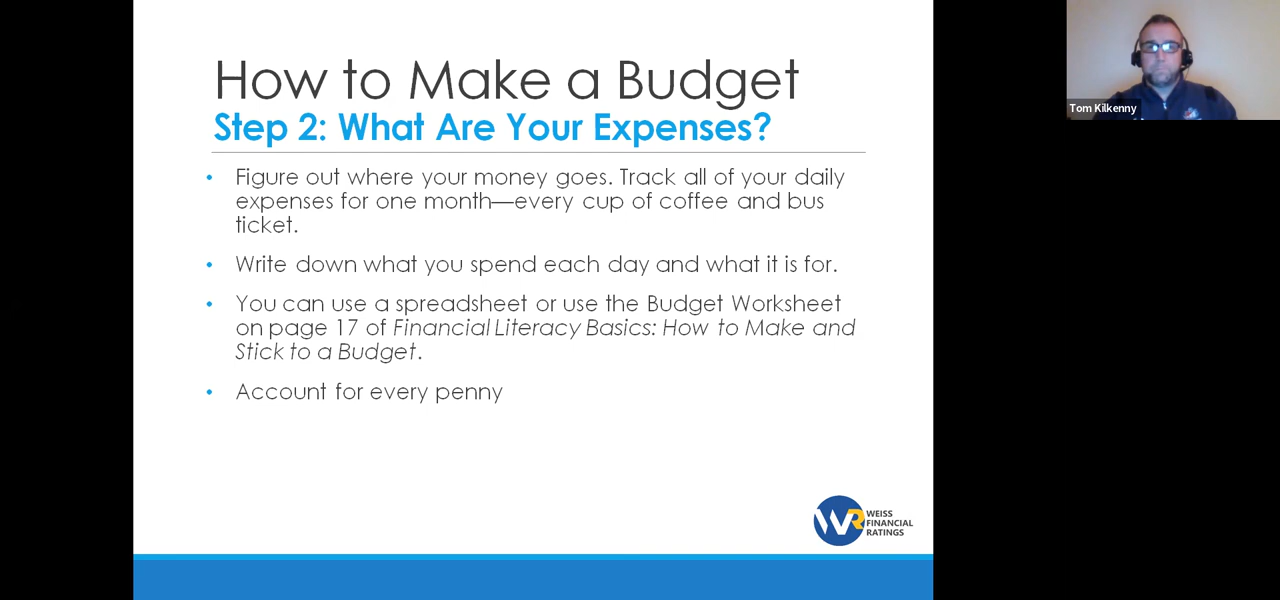 How to Make a Budget
Step 2: What Are Your Expenses?
• Figure out where your money goes. Track all of your daily
expenses for one month—every cup of coffee and bus
ticket.
• Write down what you spend each day and what it is for.
• You can use a spreadsheet or use the Budget Worksheet
on page 17 of Financial Literacy Basics: How to Make and
Stick to a Budget.
• Account for every penny
WR
WEISS
FINANCIAL
RATINGS
Tom Kilkenny